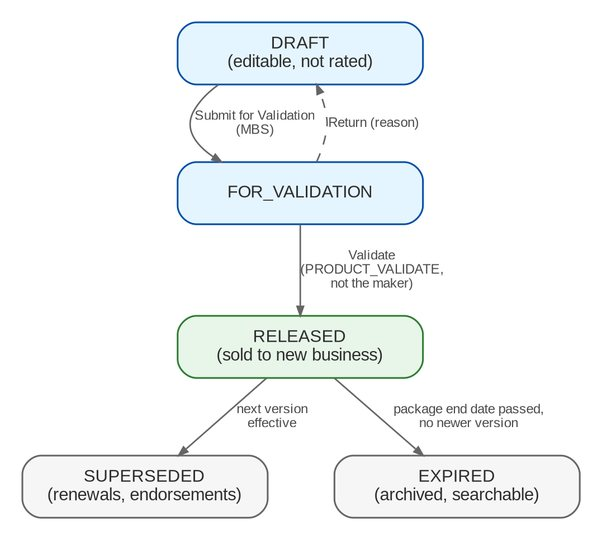 DRAFT
(editable, not rated)
Submit for Validation
(MBS)
Return (reason)
FOR_VALIDATION
Validate
(PRODUCT_VALIDATE,
not the maker)
RELEASED
(sold to new business)
next version
effective
package end date passed,
no newer version
SUPERSEDED
(renewals, endorsements)
EXPIRED
(archived, searchable)